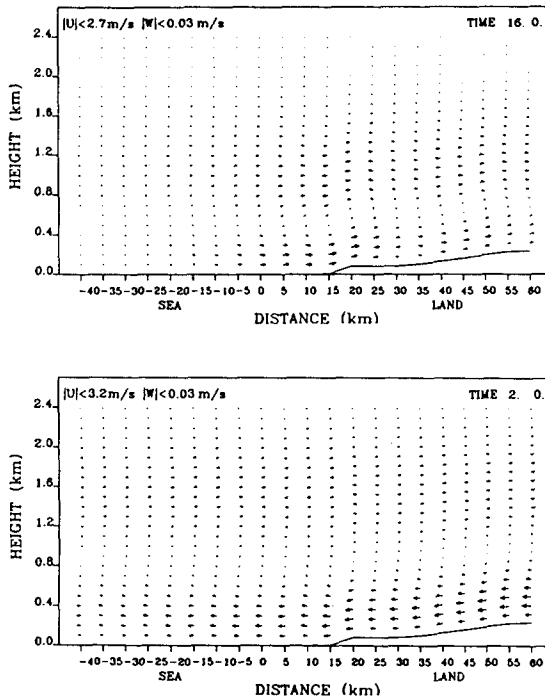 |U|<2.7m/s |W|<0.03 m/s TIME 16. 0.
2.4
2.0
1.6
1.2
0.8
0.4
0.0
HEIGHT (km)
-40-35-30-25-20-15-10-5 0 5 10 15 20 25 30 35 40 45 50 55 60
SEA LAND
DISTANCE (km)
|U|<3.2m/s |W|<0.03 m/s TIME 2. 0.
2.4
2.0
1.6
1.2
0.8
0.4
0.0
HEIGHT (km)
-40-35-30-25-20-15-10-5 0 5 10 15 20 25 30 35 40 45 50 55 60
SEA LAND
DISTANCE (km)